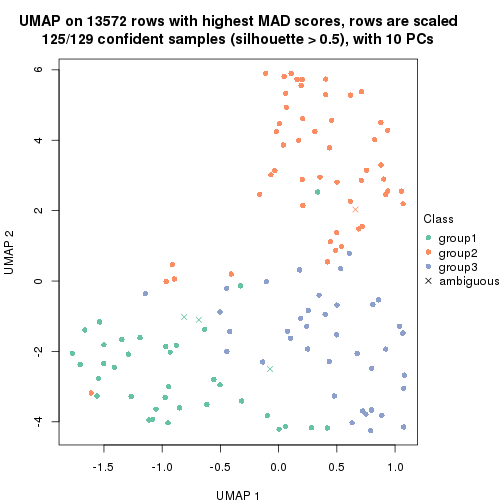 UMAP on 13572 rows with highest MAD scores, rows are scaled
125/129 confident samples (silhouette > 0.5), with 10 PCs
6
4
2
0
-2
-4
UMAP 2
-1.5 -1.0 -0.5 0.0 0.5 1.0
UMAP 1
Class
group1
group2
group3
ambiguous